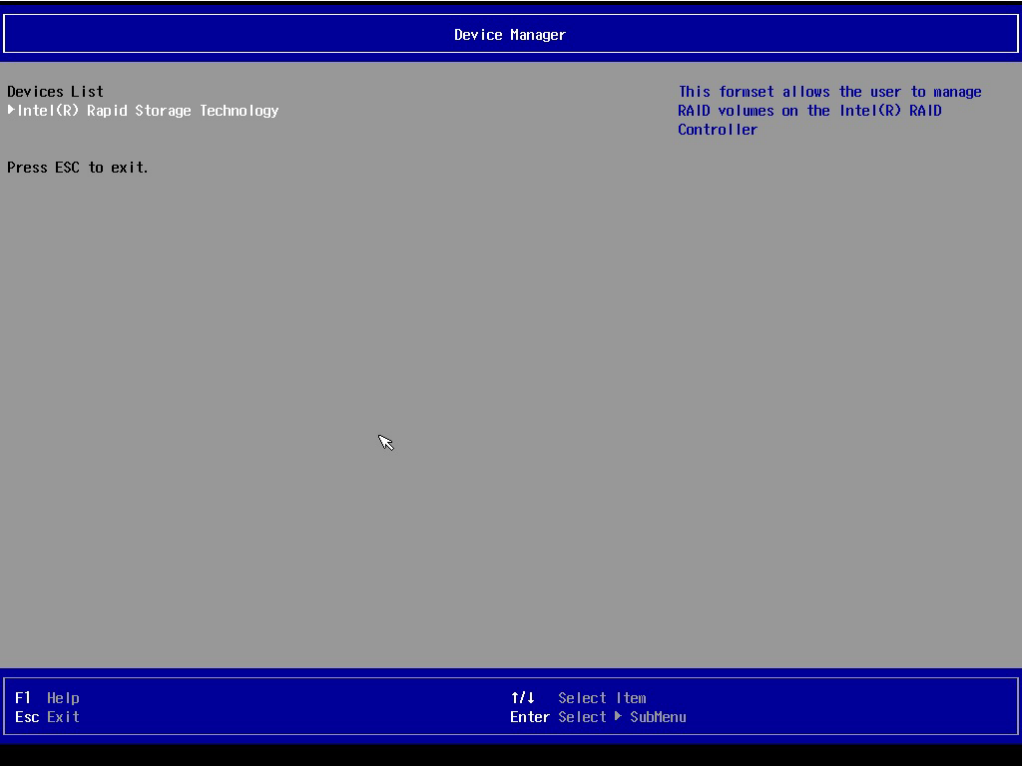 Device Manager
Devices List
▶Intel(R) Rapid Storage Technology
Press ESC to exit.
This formset allows the user to manage
RAID volumes on the Intel(R) RAID
Controller
F1 Help
Esc Exit
↑/↓ Select Item
Enter Select ▶ SubMenu